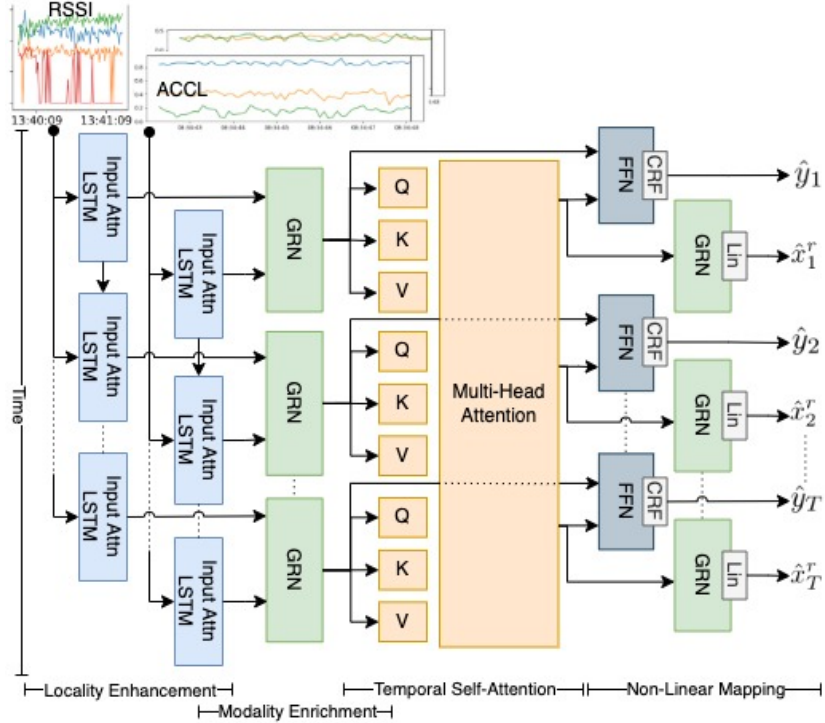 RSSI
ACCL
13:40:09 13:41:09
Time
Input Attn
LSTM
Input Attn
LSTM
Input Attn
LSTM
Input Attn
LSTM
Input Attn
LSTM
Input Attn
LSTM
GRN
GRN
GRN
Q
K
V
Q
K
V
Q
K
V
Multi-Head
Attention
FFN
CRF
ŷ₁
GRN
Lin
x̂ʳ₁
FFN
CRF
ŷ₂
GRN
Lin
x̂ʳ₂
FFN
CRF
ŷ_T
GRN
Lin
x̂ʳ_T
Locality Enhancement
Modality Enrichment
Temporal Self-Attention
Non-Linear Mapping